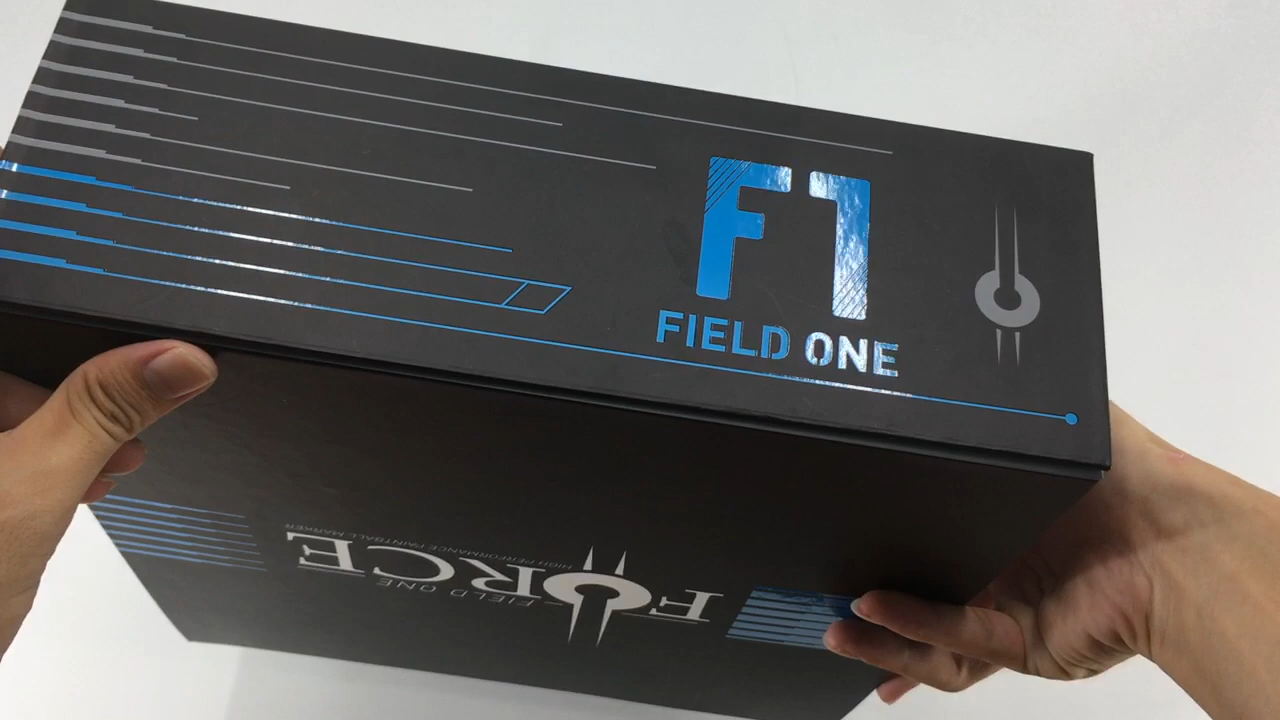 F1
FIELD ONE
FIELD ONE
FORCE
HIGH PERFORMANCE PAINTBALL MARKER